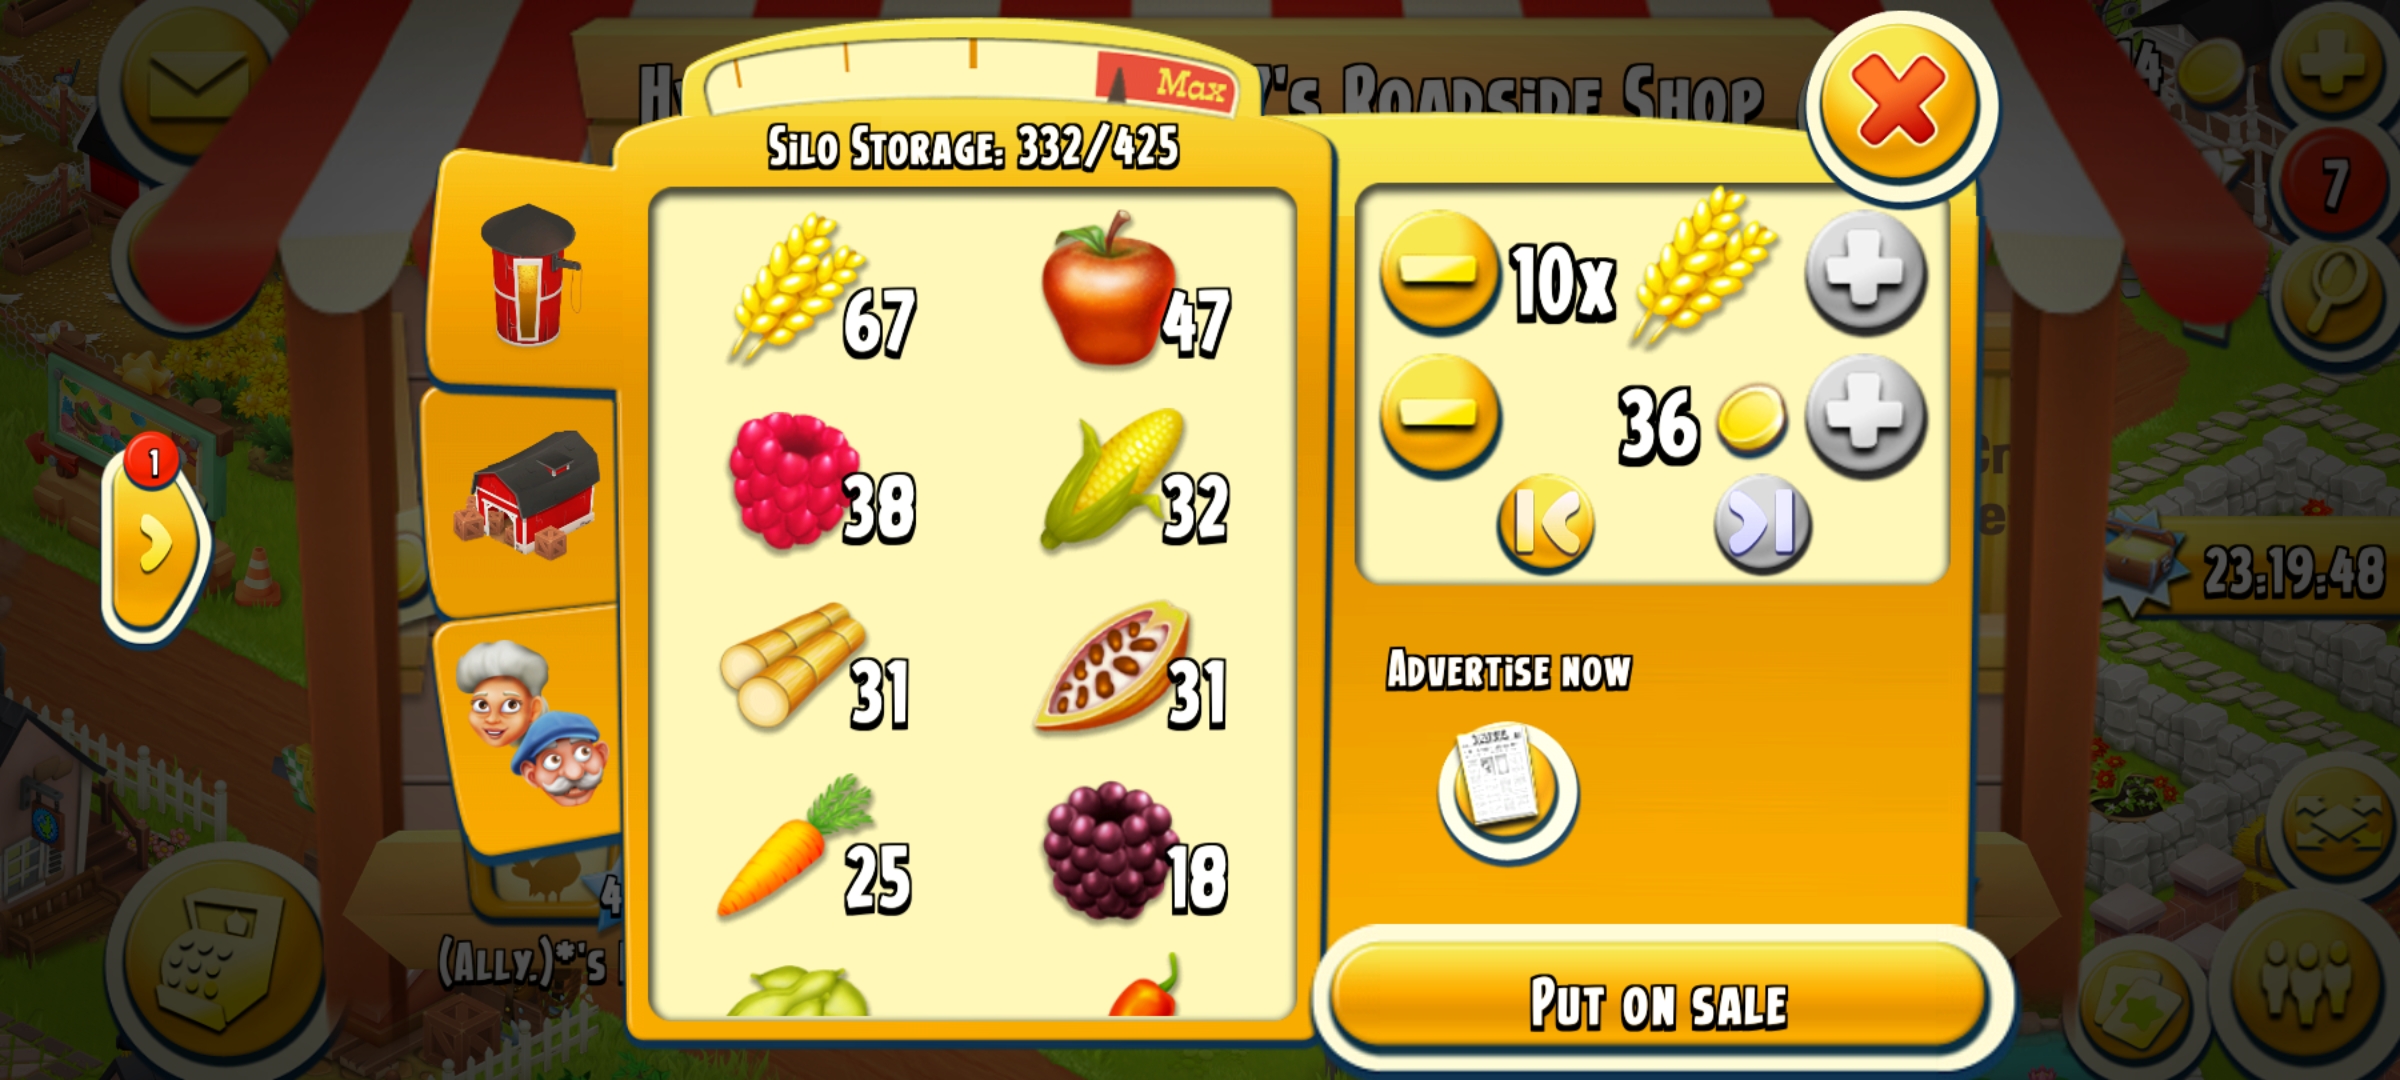 Max
's Roadside Shop
Silo Storage: 332/425
67
47
10x
7
36
38
32
1
23:19:48
31
31
Advertise now
25
18
(Ally.)*'s
Put on sale